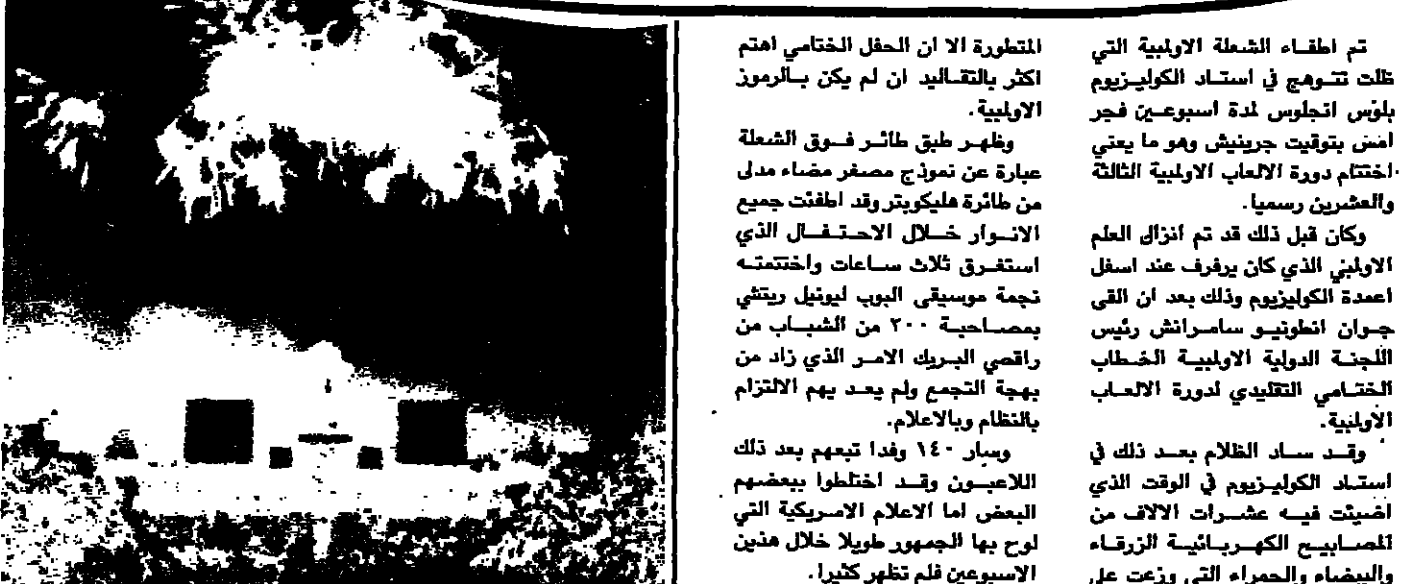 تم اطفاء الشعلة الاولمبية التي
ظلت تتوهج في استاد الكوليزيوم
بلوس انجلوس لمدة اسبوعين فجر
امس بتوقيت جرينيش وهو ما يعني
اختتام دورة الالعاب الاولمبية الثالثة
والعشرين رسميا.
وكان قبل ذلك قد تم انزال العلم
الاولمبي الذي كان يرفرف عند اسفل
اعمدة الكوليزيوم وذلك بعد ان القى
جوان انطونيو سامرانش رئيس
اللجنة الدولية الاولمبية الخطاب
الختامي التقليدي لدورة الالعاب
الاولمبية.
وقد ساد الظلام بعد ذلك في
استاد الكوليزيوم في الوقت الذي
اضيئت فيه عشرات الالاف من
المصابيح الكهربائية الزرقاء
والبيضاء والحمراء التي وزعت على
المتطورة الا ان الحفل الختامي اهتم
اكثر بالتقاليد ان لم يكن بالرموز
الاولمبية.
وظهر طبق طائر فوق الشعلة
عبارة عن نموذج مصغر مضاء مدلى
من طائرة هليكوبتر وقد اطفئت جميع
الانوار خلال الاحتفال الذي
استغرق ثلاث ساعات واختتمته
نجمة موسيقى البوب ليونيل ريتشي
بمصاحبة ٢٠٠ من الشباب من
راقصي البريك الامر الذي زاد من
بهجة التجمع ولم يعد يهم الالتزام
بالنظام وبالاعلام.
وسار ١٤٠ وفدا تبعهم بعد ذلك
اللاعبون وقد اختلطوا ببعضهم
البعض اما الاعلام الامريكية التي
لوح بها الجمهور طويلا خلال هذين
الاسبوعين فلم تظهر كثيرا.